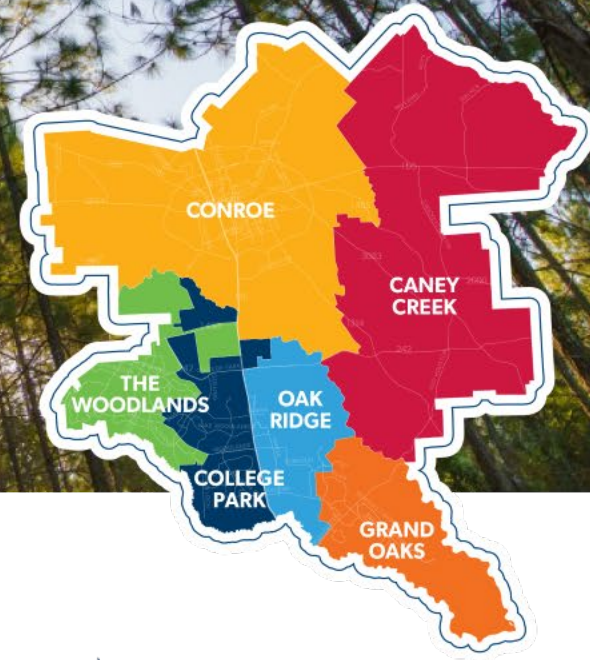 CONROE
CANEY
CREEK
THE
WOODLANDS
OAK
RIDGE
COLLEGE
PARK
GRAND
OAKS